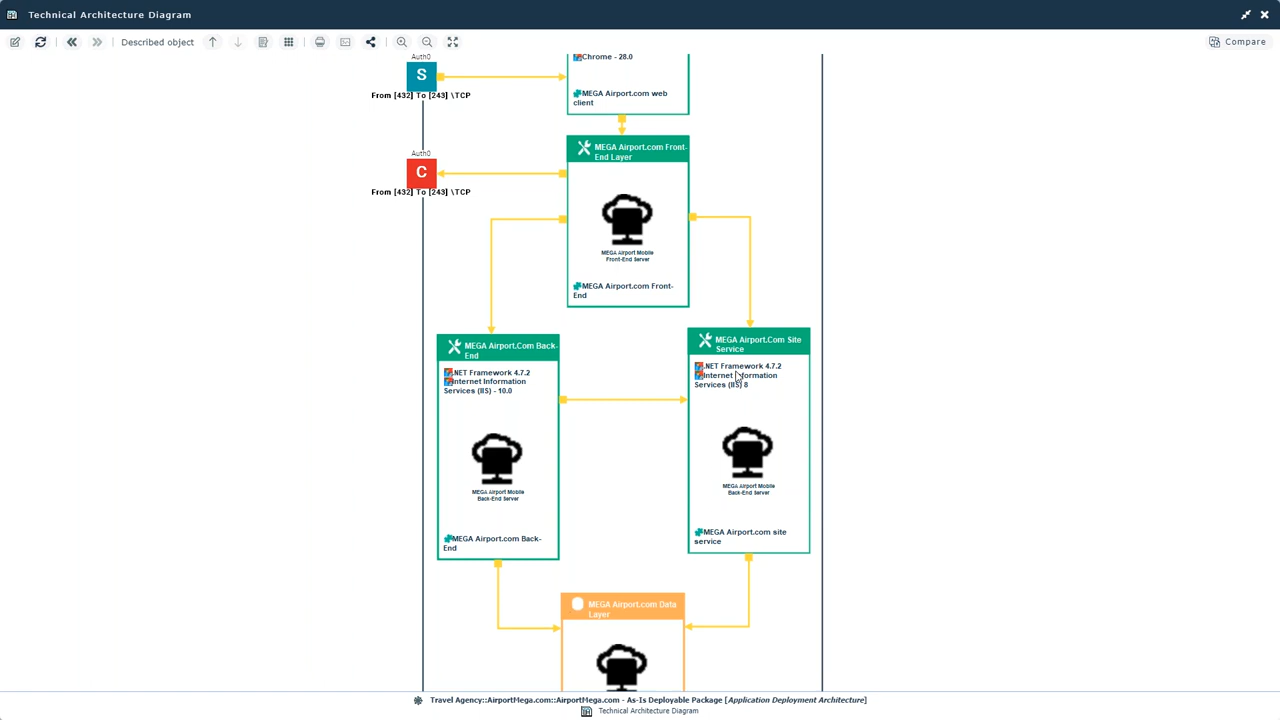 Technical Architecture Diagram
Described object
Compare
Auth0
S
From [432] To [243] \TCP
Chrome - 28.0
MEGA Airport.com web
client
Auth0
C
From [432] To [243] \TCP
MEGA Airport.com Front-
End Layer
MEGA Airport Mobile
Front-End Server
MEGA Airport.com Front-
End
MEGA Airport.Com Back-
End
.NET Framework 4.7.2
Internet Information
Services (IIS) - 10.0
MEGA Airport Mobile
Back-End Server
MEGA Airport.com Back-
End
MEGA Airport.Com Site
Service
.NET Framework 4.7.2
Internet Information
Services (IIS) 8
MEGA Airport Mobile
Back-End Server
MEGA Airport.com site
service
MEGA Airport.com Data
Layer
Travel Agency::AirportMega.com::AirportMega.com - As-Is Deployable Package [Application Deployment Architecture]
Technical Architecture Diagram